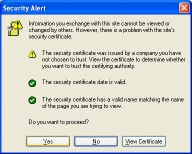 Security Alert
Information you exchange with this site cannot be viewed or
changed by others. However, there is a problem with the site's
security certificate.
The security certificate was issued by a company you have
not chosen to trust. View the certificate to determine whether
you want to trust the certifying authority.
The security certificate date is valid.
The security certificate has a valid name matching the name
of the page you are trying to view.
Do you want to proceed?
Yes
No
View Certificate